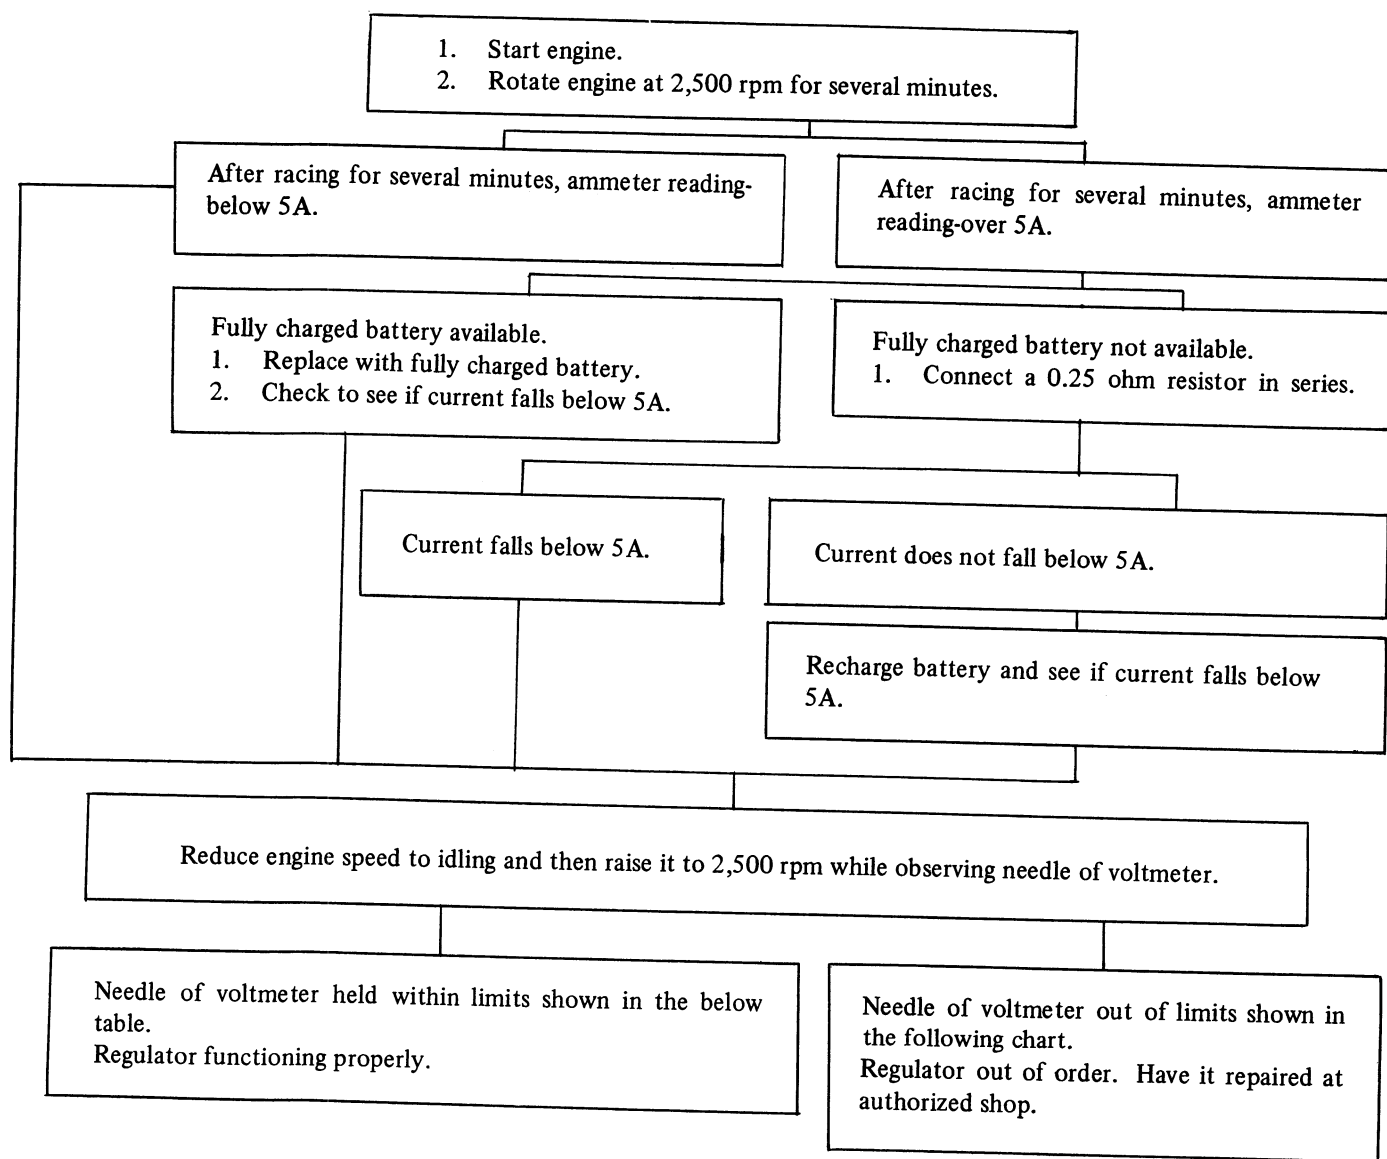 1. Start engine.
2. Rotate engine at 2,500 rpm for several minutes.
After racing for several minutes, ammeter reading-
below 5A.
After racing for several minutes, ammeter
reading-over 5A.
Fully charged battery available.
1. Replace with fully charged battery.
2. Check to see if current falls below 5A.
Fully charged battery not available.
1. Connect a 0.25 ohm resistor in series.
Current falls below 5A.
Current does not fall below 5A.
Recharge battery and see if current falls below
5A.
Reduce engine speed to idling and then raise it to 2,500 rpm while observing needle of voltmeter.
Needle of voltmeter held within limits shown in the below
table.
Regulator functioning properly.
Needle of voltmeter out of limits shown in
the following chart.
Regulator out of order. Have it repaired at
authorized shop.